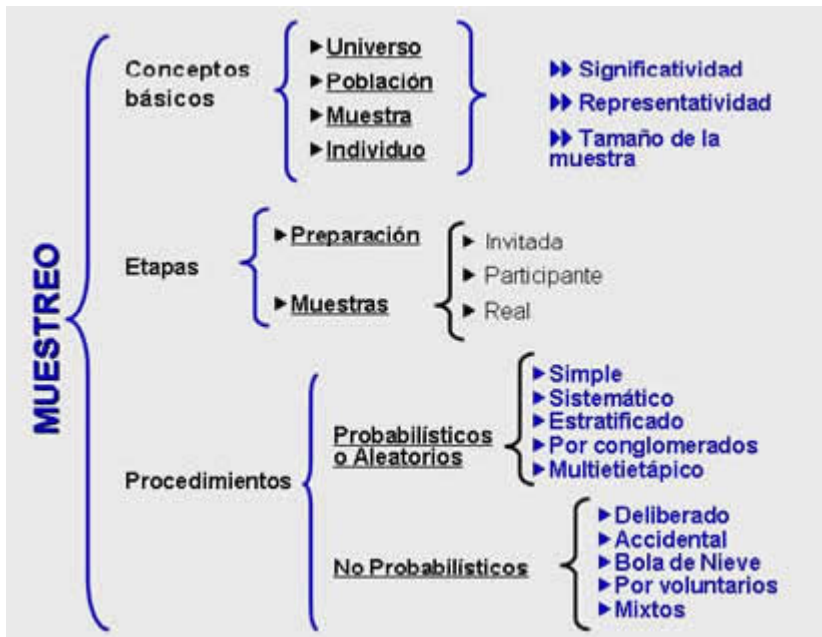 MUESTREO
Conceptos
básicos
Universo
Población
Muestra
Individuo
Significatividad
Representatividad
Tamaño de la
muestra
Etapas
Preparación
Muestras
Invitada
Participante
Real
Procedimientos
Probabilísticos
o Aleatorios
Simple
Sistemático
Estratificado
Por conglomerados
Multietietápico
No Probabilísticos
Deliberado
Accidental
Bola de Nieve
Por voluntarios
Mixtos